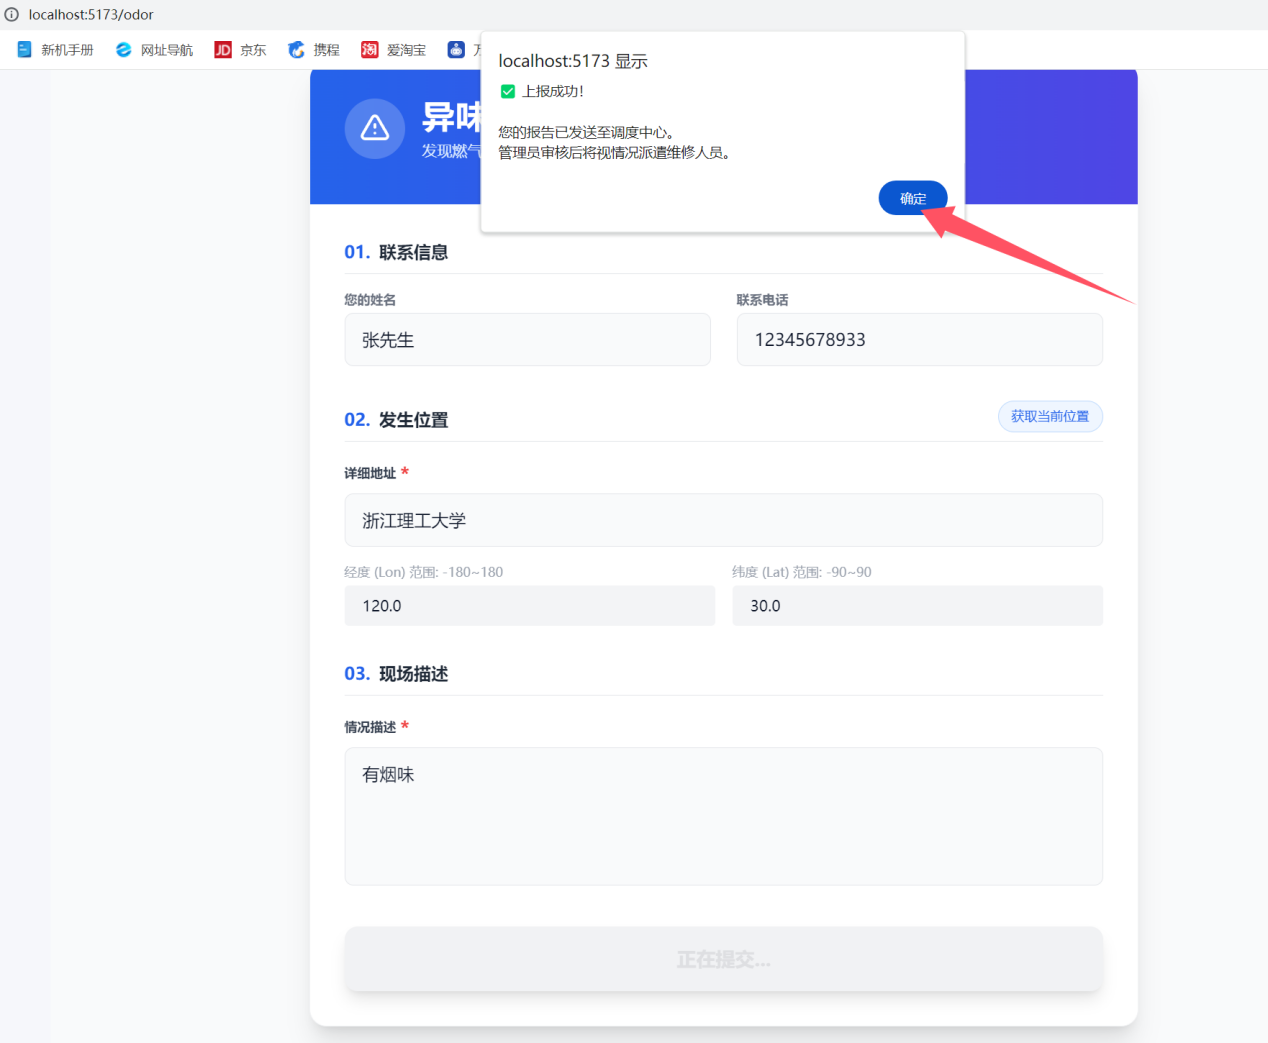 localhost:5173/odor
新机手册 网址导航 JD 京东 携程 淘 爱淘宝
localhost:5173 显示
上报成功!
您的报告已发送至调度中心。
管理员审核后将视情况派遣维修人员。
确定
异味
发现燃气
01. 联系信息
您的姓名 联系电话
张先生 12345678933
02. 发生位置 获取当前位置
详细地址 *
浙江理工大学
经度 (Lon) 范围: -180~180 纬度 (Lat) 范围: -90~90
120.0 30.0
03. 现场描述
情况描述 *
有烟味
正在提交...